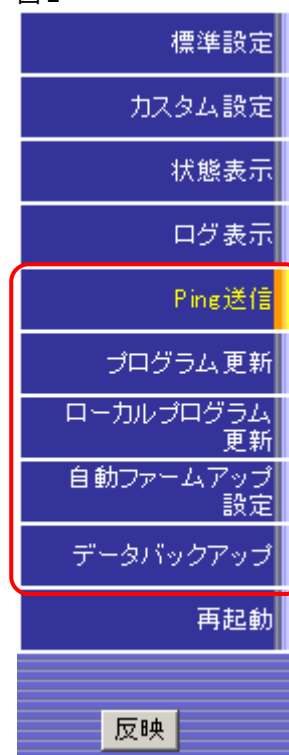 標準設定
カスタム設定
状態表示
ログ表示
Ping送信
プログラム更新
ローカルプログラム
更新
自動ファームアップ
設定
データバックアップ
再起動
反映